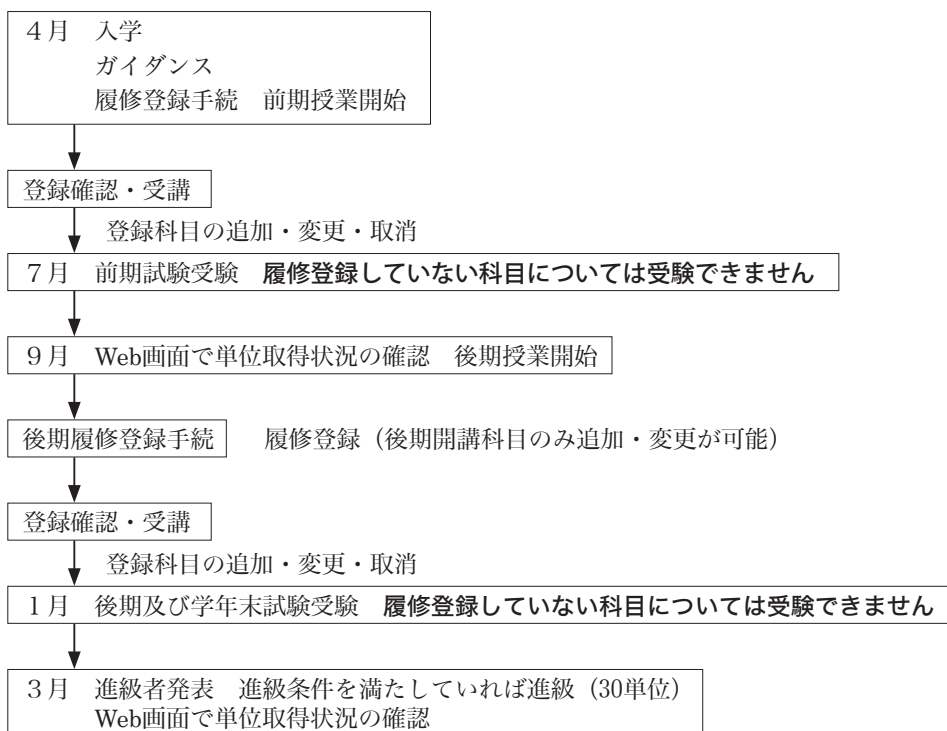 ４月　入学
ガイダンス
履修登録手続　前期授業開始
登録確認・受講
登録科目の追加・変更・取消
７月　前期試験受験　履修登録していない科目については受験できません
９月　Web画面で単位取得状況の確認　後期授業開始
後期履修登録手続　履修登録（後期開講科目のみ追加・変更が可能）
登録確認・受講
登録科目の追加・変更・取消
１月　後期及び学年末試験受験　履修登録していない科目については受験できません
３月　進級者発表　進級条件を満たしていれば進級（30単位）
Web画面で単位取得状況の確認